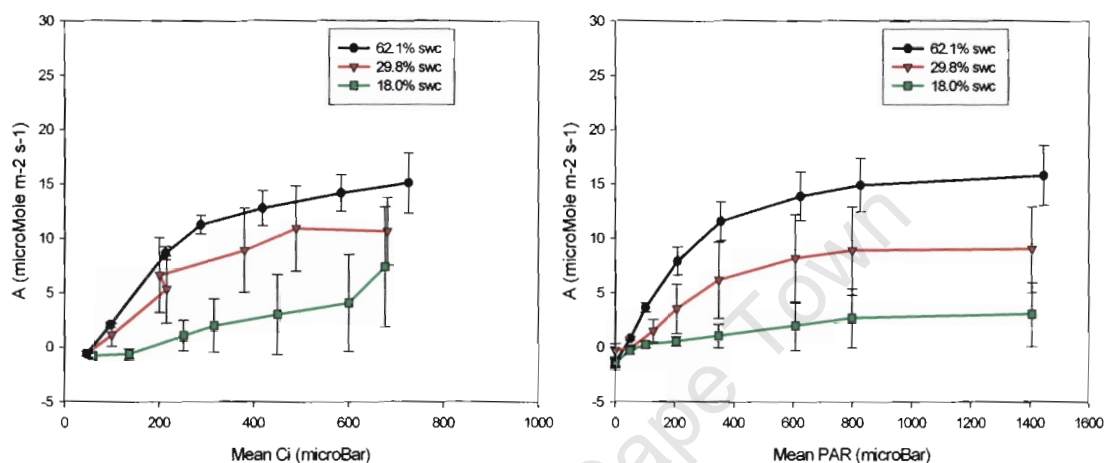 30
25
20
15
10
5
0
-5
A (microMole m-2 s-1)
62.1% swc
29.8% swc
18.0% swc
0 200 400 600 800 1000
Mean Ci (microBar)
30
25
20
15
10
5
0
-5
A (microMole m-2 s-1)
62.1% swc
29.8% swc
18.0% swc
0 200 400 600 800 1000 1200 1400 1600
Mean PAR (microBar)
Cape Town